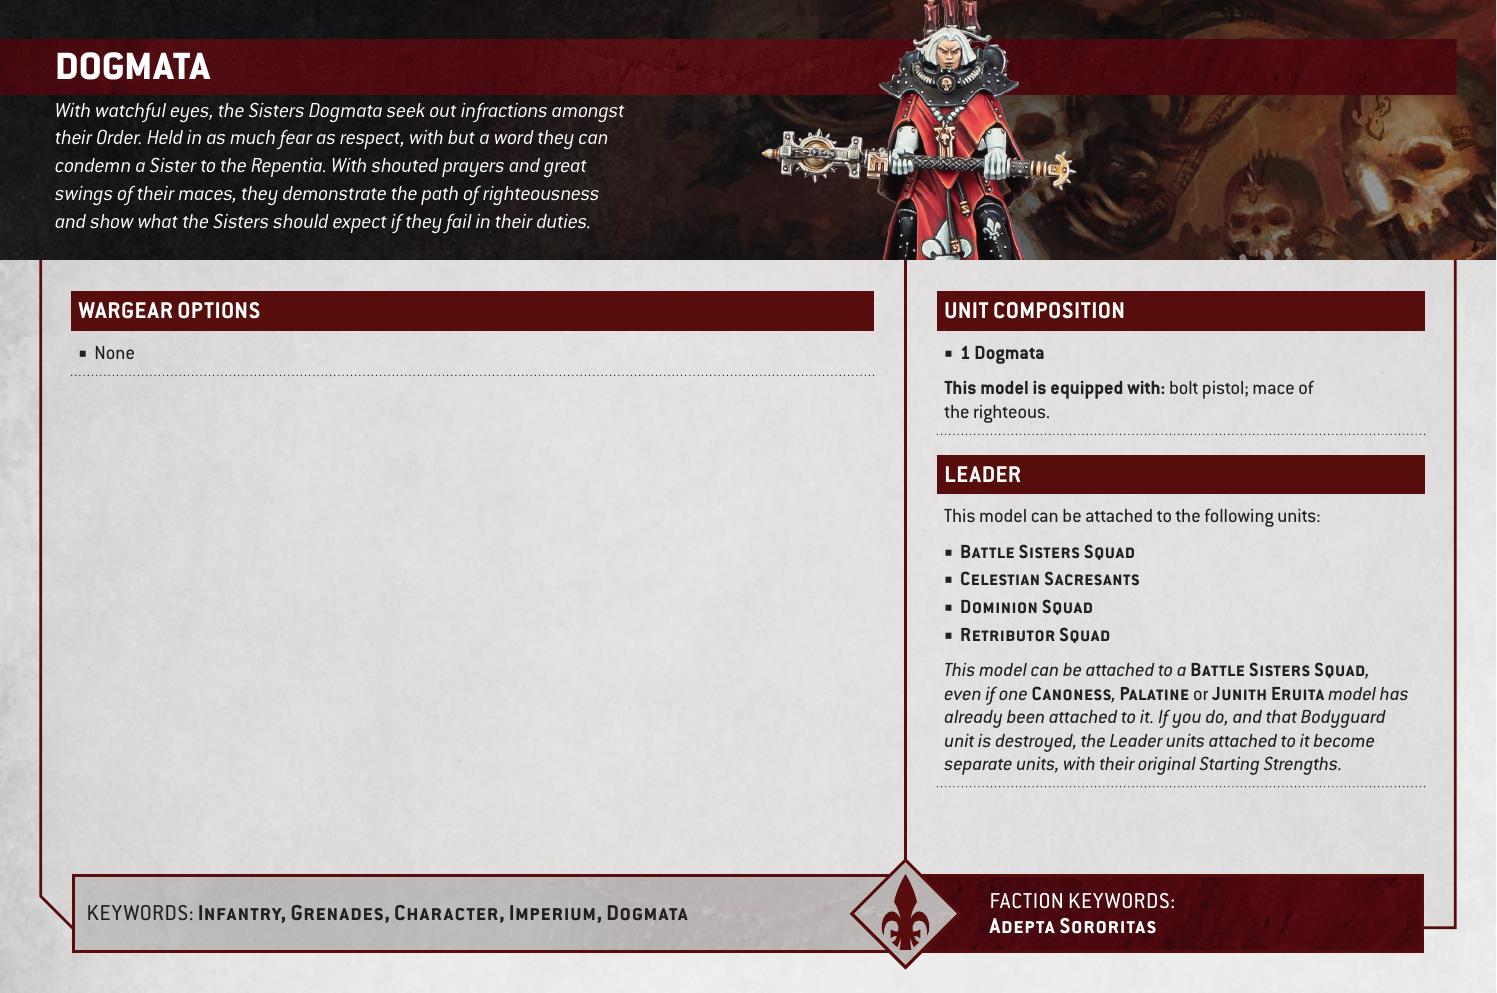 DOGMATA
With watchful eyes, the Sisters Dogmata seek out infractions amongst
their Order. Held in as much fear as respect, with but a word they can
condemn a Sister to the Repentia. With shouted prayers and great
swings of their maces, they demonstrate the path of righteousness
and show what the Sisters should expect if they fail in their duties.
WARGEAR OPTIONS
▪ None
UNIT COMPOSITION
▪ 1 Dogmata
This model is equipped with: bolt pistol; mace of
the righteous.
LEADER
This model can be attached to the following units:
▪ Battle Sisters Squad
▪ Celestian Sacresants
▪ Dominion Squad
▪ Retributor Squad
This model can be attached to a Battle Sisters Squad,
even if one Canoness, Palatine or Junith Eruita model has
already been attached to it. If you do, and that Bodyguard
unit is destroyed, the Leader units attached to it become
separate units, with their original Starting Strengths.
KEYWORDS: Infantry, Grenades, Character, Imperium, Dogmata
FACTION KEYWORDS:
Adepta Sororitas